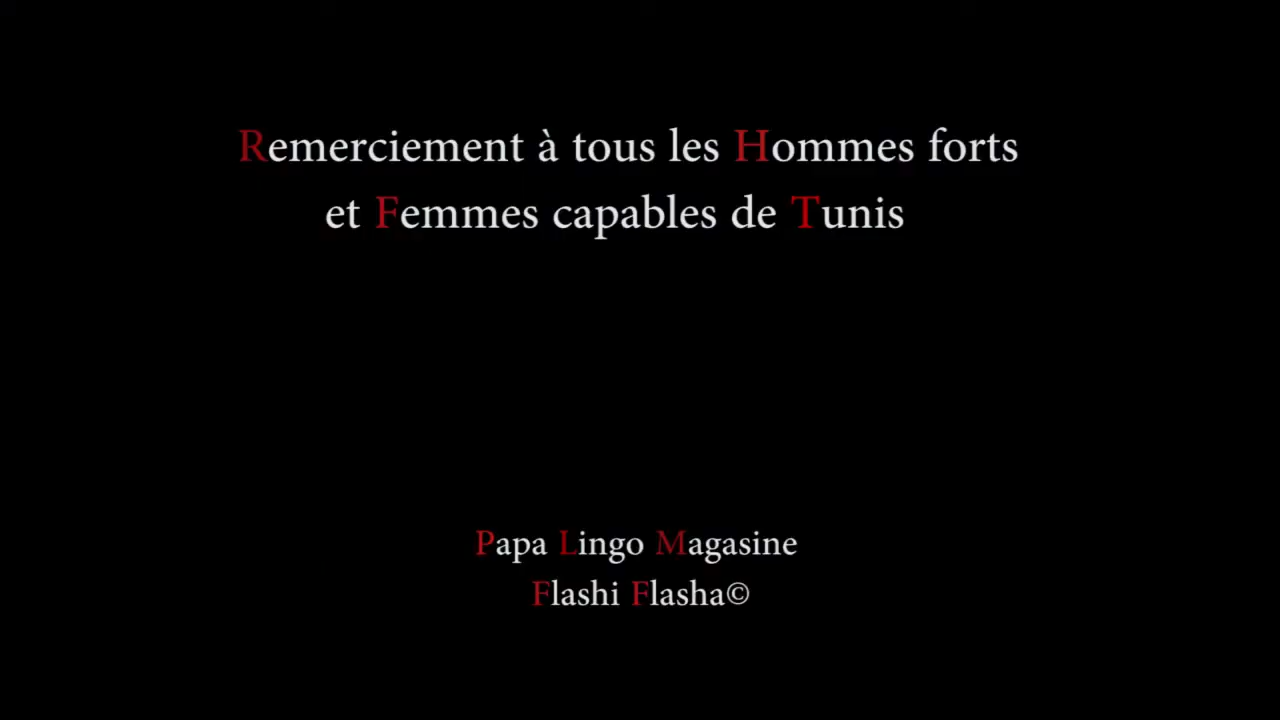 Remerciement à tous les Hommes forts
et Femmes capables de Tunis
Papa Lingo Magasine
Flashi Flasha©